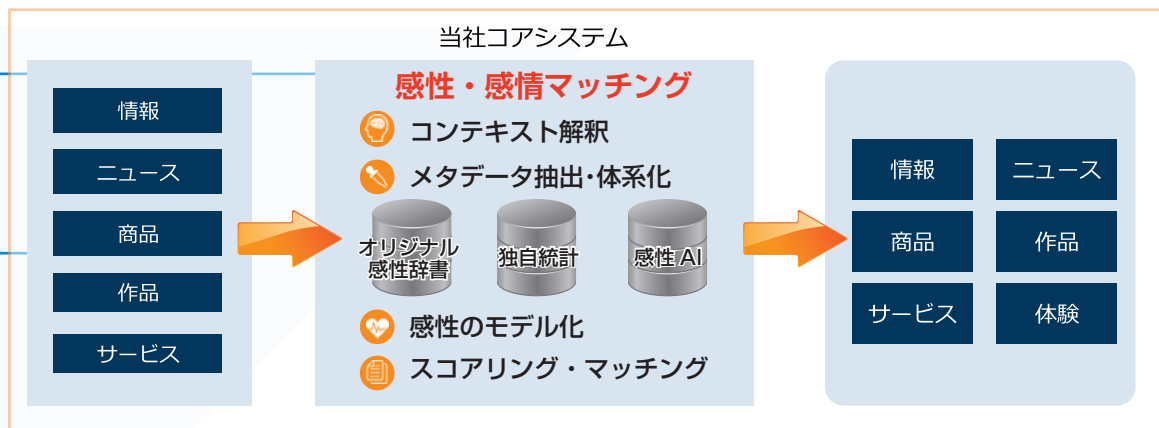 当社コアシステム
情報
ニュース
商品
作品
サービス
感性・感情マッチング
コンテキスト解釈
メタデータ抽出・体系化
オリジナル
感性辞書
独自統計
感性 AI
感性のモデル化
スコアリング・マッチング
情報
ニュース
商品
作品
サービス
体験